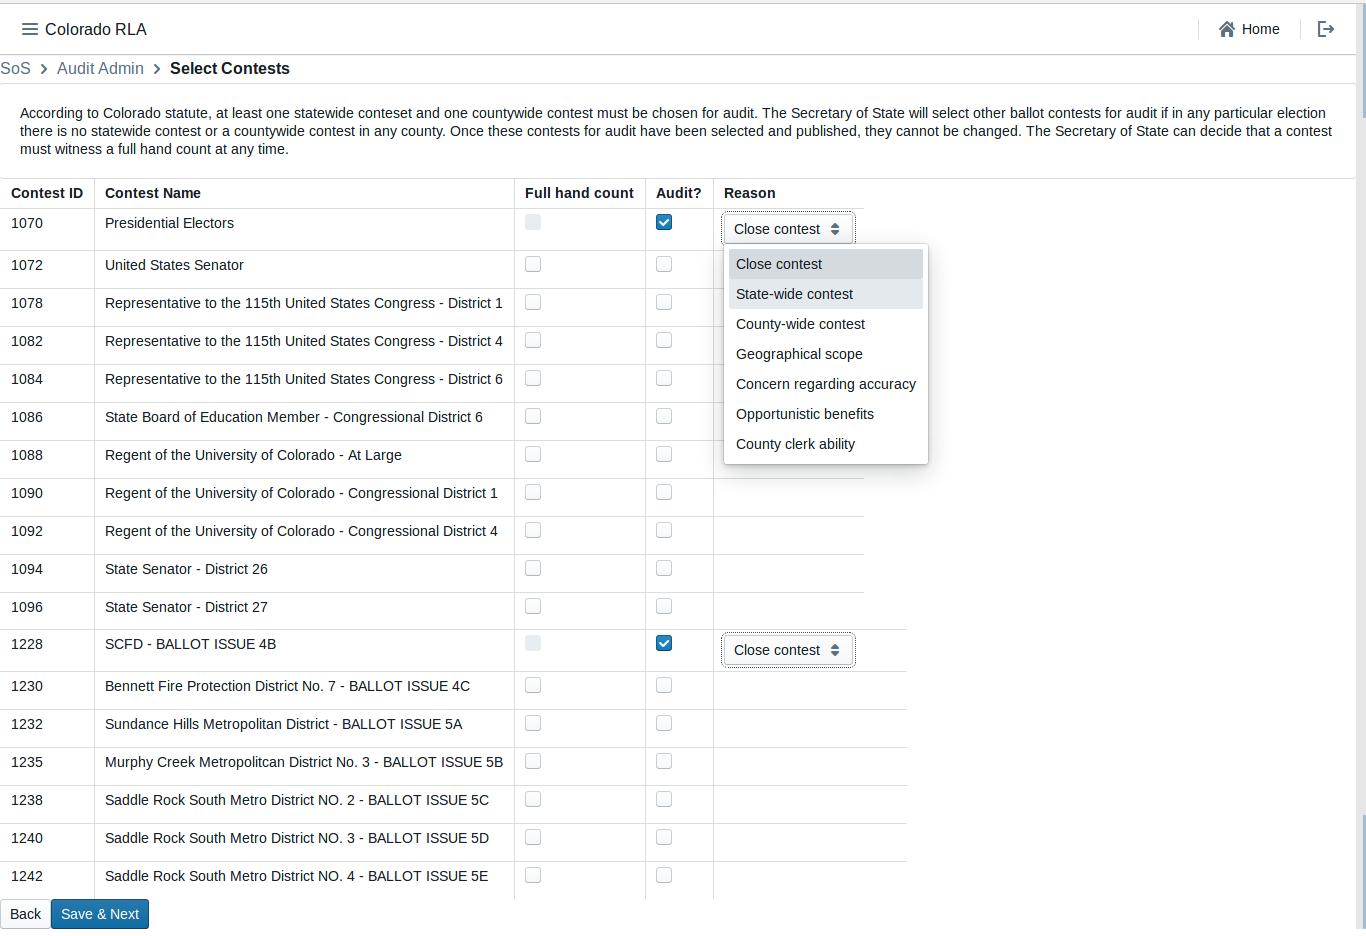 Colorado RLA
Home
SoS > Audit Admin > Select Contests
According to Colorado statute, at least one statewide conteset and one countywide contest must be chosen for audit. The Secretary of State will select other ballot contests for audit if in any particular election
there is no statewide contest or a countywide contest in any county. Once these contests for audit have been selected and published, they cannot be changed. The Secretary of State can decide that a contest
must witness a full hand count at any time.
Contest ID Contest Name Full hand count Audit? Reason
1070 Presidential Electors Close contest
1072 United States Senator Close contest
State-wide contest
1078 Representative to the 115th United States Congress - District 1
County-wide contest
1082 Representative to the 115th United States Congress - District 4
Geographical scope
1084 Representative to the 115th United States Congress - District 6 Concern regarding accuracy
1086 State Board of Education Member - Congressional District 6 Opportunistic benefits
County clerk ability
1088 Regent of the University of Colorado - At Large
1090 Regent of the University of Colorado - Congressional District 1
1092 Regent of the University of Colorado - Congressional District 4
1094 State Senator - District 26
1096 State Senator - District 27
1228 SCFD - BALLOT ISSUE 4B Close contest
1230 Bennett Fire Protection District No. 7 - BALLOT ISSUE 4C
1232 Sundance Hills Metropolitan District - BALLOT ISSUE 5A
1235 Murphy Creek Metropolitcan District No. 3 - BALLOT ISSUE 5B
1238 Saddle Rock South Metro District NO. 2 - BALLOT ISSUE 5C
1240 Saddle Rock South Metro District NO. 3 - BALLOT ISSUE 5D
1242 Saddle Rock South Metro District NO. 4 - BALLOT ISSUE 5E
Back Save & Next